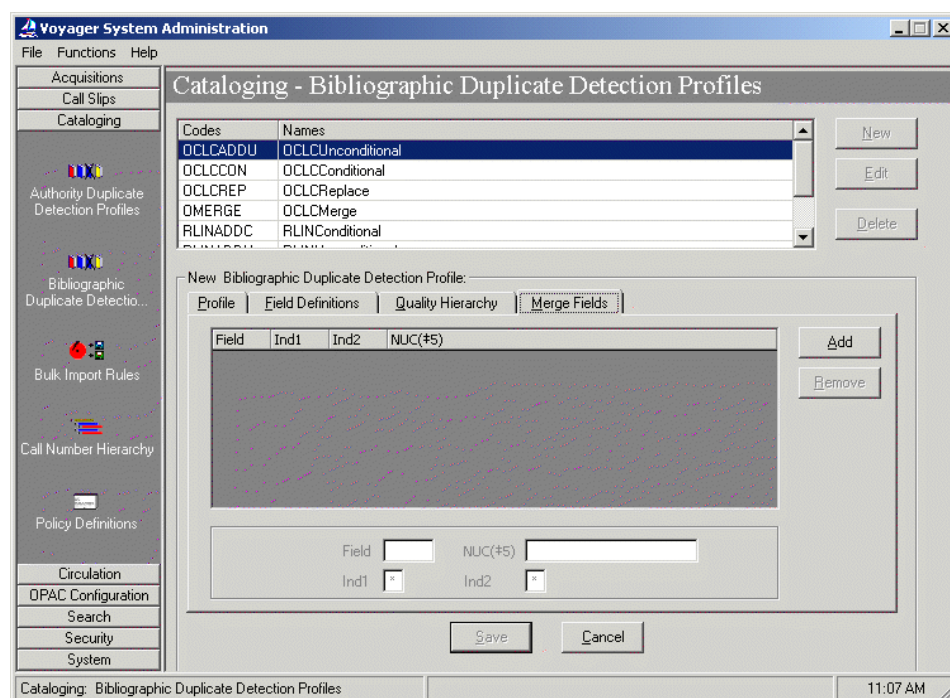 Voyager System Administration
File Functions Help
Acquisitions
Call Slips
Cataloging
Authority Duplicate
Detection Profiles
Bibliographic
Duplicate Detectio...
Bulk Import Rules
Call Number Hierarchy
Policy Definitions
Circulation
OPAC Configuration
Search
Security
System
Cataloging - Bibliographic Duplicate Detection Profiles
Codes Names
OCLCADDU OCLCUnconditional
OCLCCON OCLCConditional
OCLCREP OCLCReplace
OMERGE OCLCMerge
RLINADDC RLINConditional
New
Edit
Delete
New Bibliographic Duplicate Detection Profile:
Profile Field Definitions Quality Hierarchy Merge Fields
Field Ind1 Ind2 NUC(‡5)
Add
Remove
Field NUC(‡5)
Ind1 * Ind2 *
Save Cancel
Cataloging: Bibliographic Duplicate Detection Profiles 11:07 AM